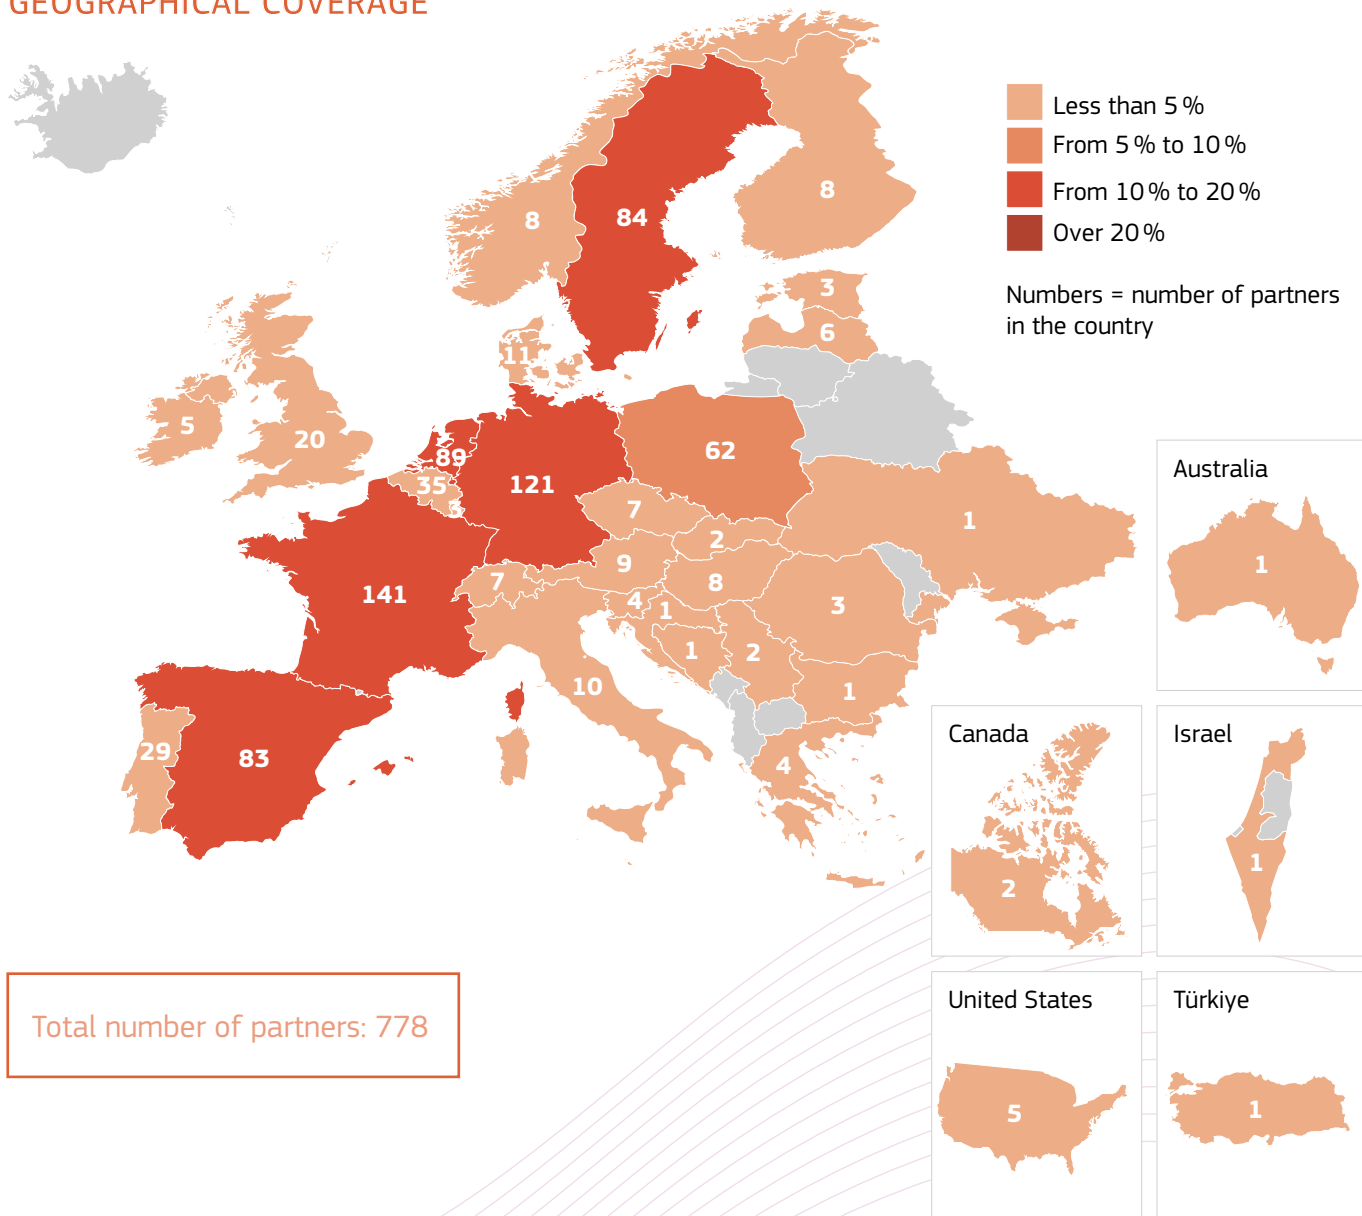 GEOGRAPHICAL COVERAGE
Less than 5 %
From 5 % to 10 %
From 10 % to 20 %
Over 20 %
Numbers = number of partners
in the country
8
84
8
3
6
11
5
20
89
35
3
121
62
7
2
1
9
8
7
4
1
3
141
1
2
1
10
29
83
4
Australia
1
Canada
2
Israel
1
United States
5
Türkiye
1
Total number of partners: 778